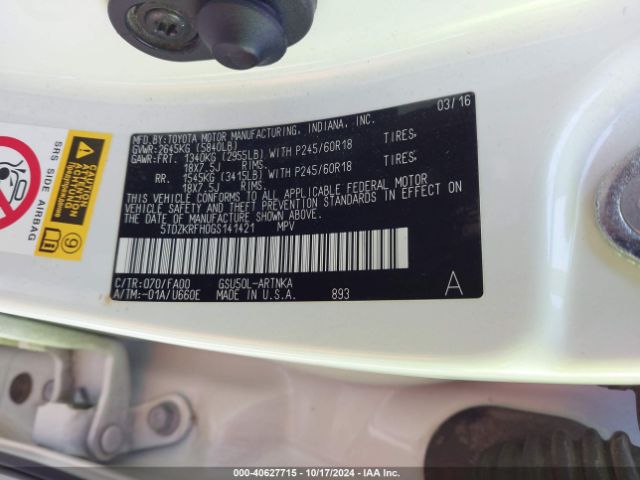 03/16
MFD.BY:TOYOTA MOTOR MANUFACTURING, INDIANA, INC.
GVWR:2645KG (5840LB)
GAWR:FRT. 1340KG (2955LB) WITH P245/60R18 TIRES,
18X7.5J RIMS.
RR. 1545KG (3415LB) WITH P245/60R18 TIRES,
18X7.5J RIMS.
THIS VEHICLE CONFORMS TO ALL APPLICABLE FEDERAL MOTOR
VEHICLE SAFETY AND THEFT PREVENTION STANDARDS IN EFFECT ON
THE DATE OF MANUFACTURE SHOWN ABOVE.
5TDZKRFH0GS141421 MPV
C/TR:070/FA00 GSU50L-ARTNKA
A/TM:-01A/U660E MADE IN U.S.A. 893
A
SRS SIDE AIRBAG
ATTENTION
9
000-40627715 | 10/17/2024 | IAA Inc.